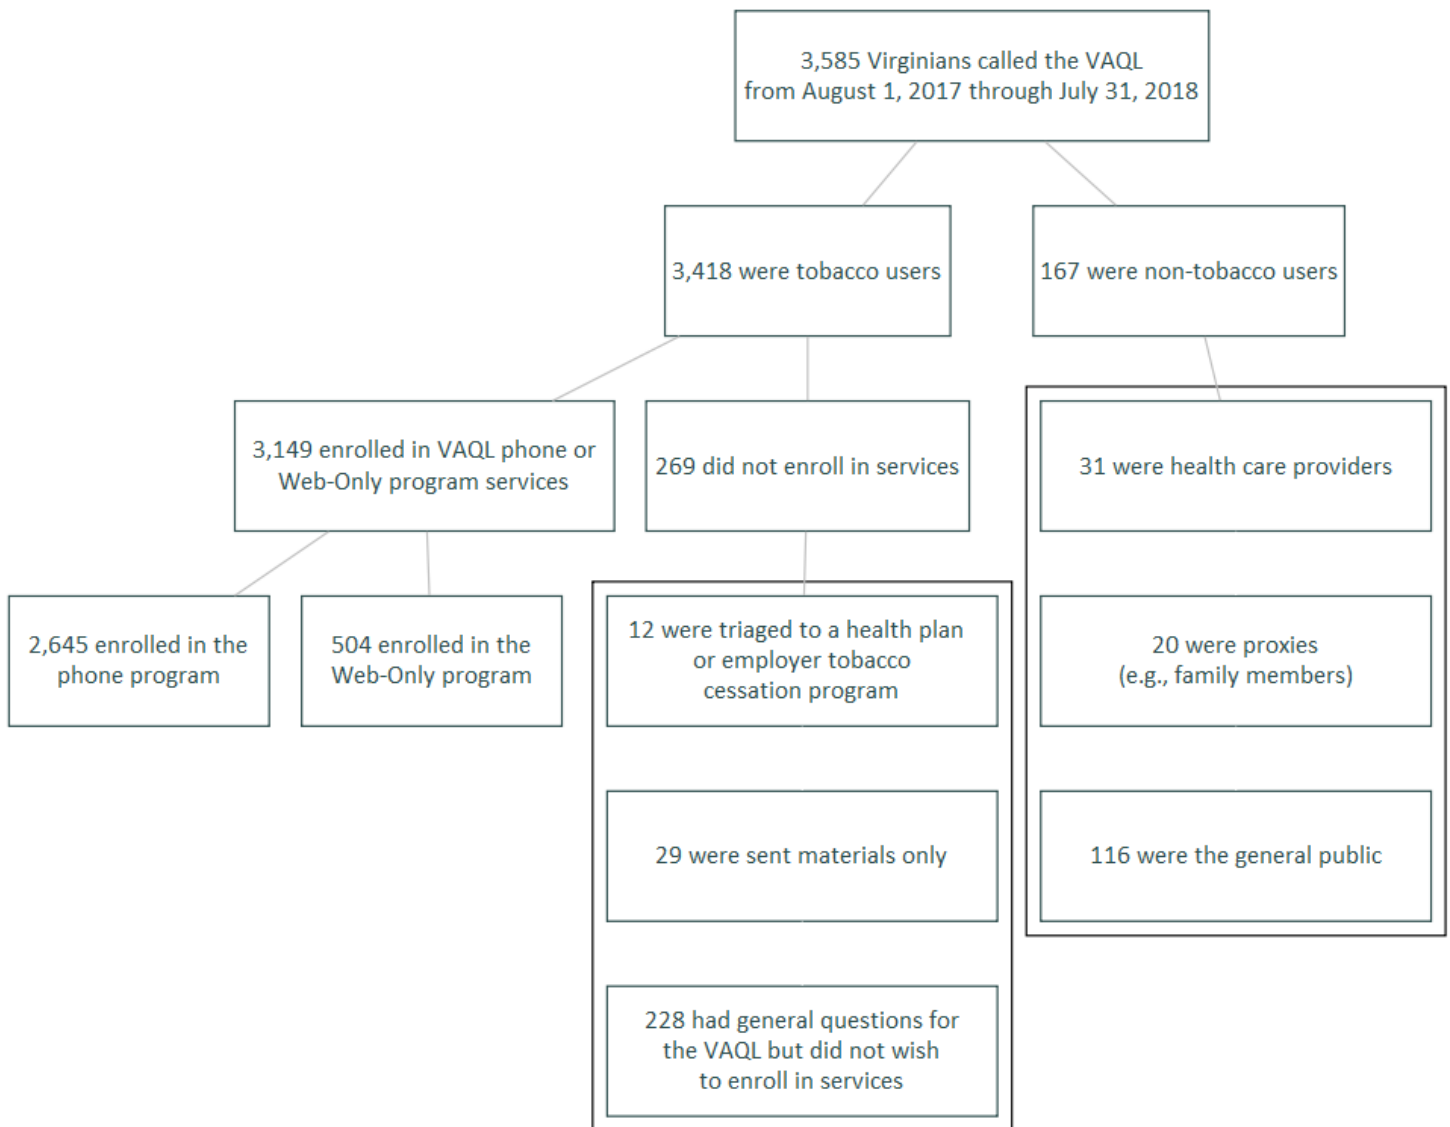 3,585 Virginians called the VAQL
from August 1, 2017 through July 31, 2018
3,418 were tobacco users
167 were non-tobacco users
3,149 enrolled in VAQL phone or
Web-Only program services
269 did not enroll in services
31 were health care providers
2,645 enrolled in the
phone program
504 enrolled in the
Web-Only program
12 were triaged to a health plan
or employer tobacco
cessation program
20 were proxies
(e.g., family members)
29 were sent materials only
116 were the general public
228 had general questions for
the VAQL but did not wish
to enroll in services